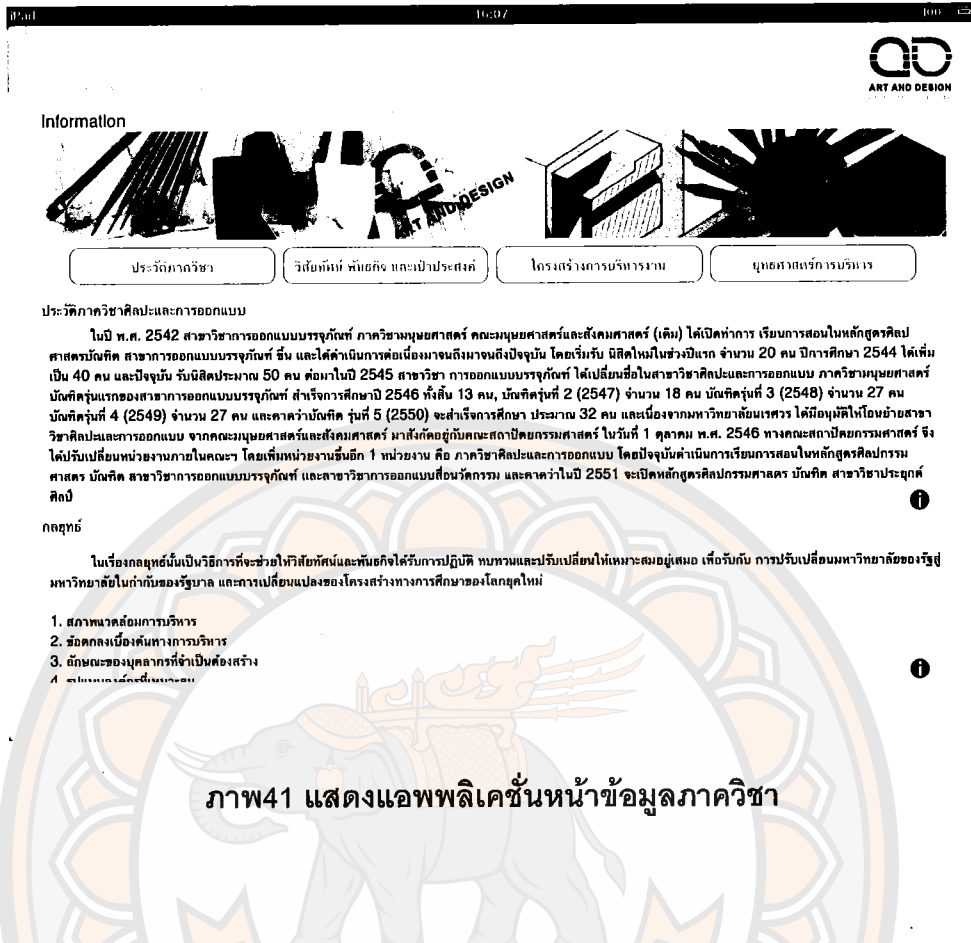 iPad 16:07
ART AND DESIGN
Information
ART AND DESIGN
ประวัติภาควิชา วิสัยทัศน์ พันธกิจ และเป้าประสงค์ โครงสร้างการบริหารงาน ยุทธศาสตร์การบริหาร
ประวัติภาควิชาศิลปะและการออกแบบ
ในปี พ.ศ. 2542 สาขาวิชาการออกแบบบรรจุภัณฑ์ ภาควิชามนุษยศาสตร์ คณะมนุษยศาสตร์และสังคมศาสตร์ (เดิม) ได้เปิดทำการ เรียนการสอนในหลักสูตรศิลป
ศาสตรบัณฑิต สาขาการออกแบบบรรจุภัณฑ์ ขึ้น และได้ดำเนินการต่อเนื่องมาจนถึงมาจนถึงปัจจุบัน โดยเริ่มรับ นิสิตใหม่ในช่วงปีแรก จำนวน 20 คน ปีการศึกษา 2544 ได้เพิ่ม
เป็น 40 คน และปัจจุบัน รับนิสิตประมาณ 50 คน ต่อมาในปี 2545 สาขาวิชา การออกแบบบรรจุภัณฑ์ ได้เปลี่ยนชื่อในสาขาวิชาศิลปะและการออกแบบ ภาควิชามนุษยศาสตร์
บัณฑิตรุ่นแรกของสาขาการออกแบบบรรจุภัณฑ์ สำเร็จการศึกษาปี 2546 ทั้งสิ้น 13 คน, บัณฑิตรุ่นที่ 2 (2547) จำนวน 18 คน บัณฑิตรุ่นที่ 3 (2548) จำนวน 27 คน
บัณฑิตรุ่นที่ 4 (2549) จำนวน 27 คน และคาดว่าบัณฑิต รุ่นที่ 5 (2550) จะสำเร็จการศึกษา ประมาณ 32 คน และเนื่องจากมหาวิทยาลัยนเรศวร ได้มีอนุมัติให้โอนย้ายสาขา
วิชาศิลปะและการออกแบบ จากคณะมนุษยศาสตร์และสังคมศาสตร์ มาสังกัดอยู่กับคณะสถาปัตยกรรมศาสตร์ ในวันที่ 1 ตุลาคม พ.ศ. 2546 ทางคณะสถาปัตยกรรมศาสตร์ จึง
ได้ปรับเปลี่ยนหน่วยงานภายในคณะฯ โดยเพิ่มหน่วยงานขึ้นอีก 1 หน่วยงาน คือ ภาควิชาศิลปะและการออกแบบ โดยปัจจุบันดำเนินการเรียนการสอนในหลักสูตรศิลปกรรม
ศาสตร บัณฑิต สาขาวิชาการออกแบบบรรจุภัณฑ์ และสาขาวิชาการออกแบบสื่อนวัตกรรม และคาดว่าในปี 2551 จะเปิดหลักสูตรศิลปกรรมศาสตร บัณฑิต สาขาวิชาประยุกต์
ศิลป์
กลยุทธ์
ในเรื่องกลยุทธ์นั้นเป็นวิธีการที่จะช่วยให้วิสัยทัศน์และพันธกิจได้รับการปฏิบัติ ทบทวนและปรับเปลี่ยนให้เหมาะสมอยู่เสมอ เพื่อรับกับ การปรับเปลี่ยนมหาวิทยาลัยของรัฐสู่
มหาวิทยาลัยในกำกับของรัฐบาล และการเปลี่ยนแปลงของโครงสร้างทางการศึกษาของโลกยุคใหม่
1. สภาพแวดล้อมการบริหาร
2. ข้อตกลงเบื้องต้นทางการบริหาร
3. ลักษณะของบุคลากรที่จำเป็นต้องสร้าง
4. รูปแบบองค์กรที่เหมาะสม
ภาพ41 แสดงแอพพลิเคชั่นหน้าข้อมูลภาควิชา